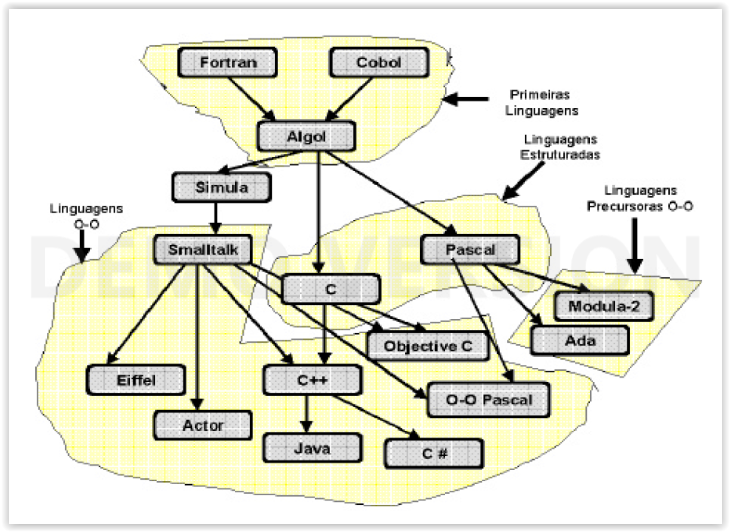 Fortran
Cobol
Primeiras
Linguagens
Algol
Linguagens
Estruturadas
Simula
Linguagens
Precursoras O-O
Linguagens
O-O
Smalltalk
Pascal
DEMO VERSION
C
Modula-2
Ada
Objective C
Eiffel
C++
O-O Pascal
Actor
Java
C #